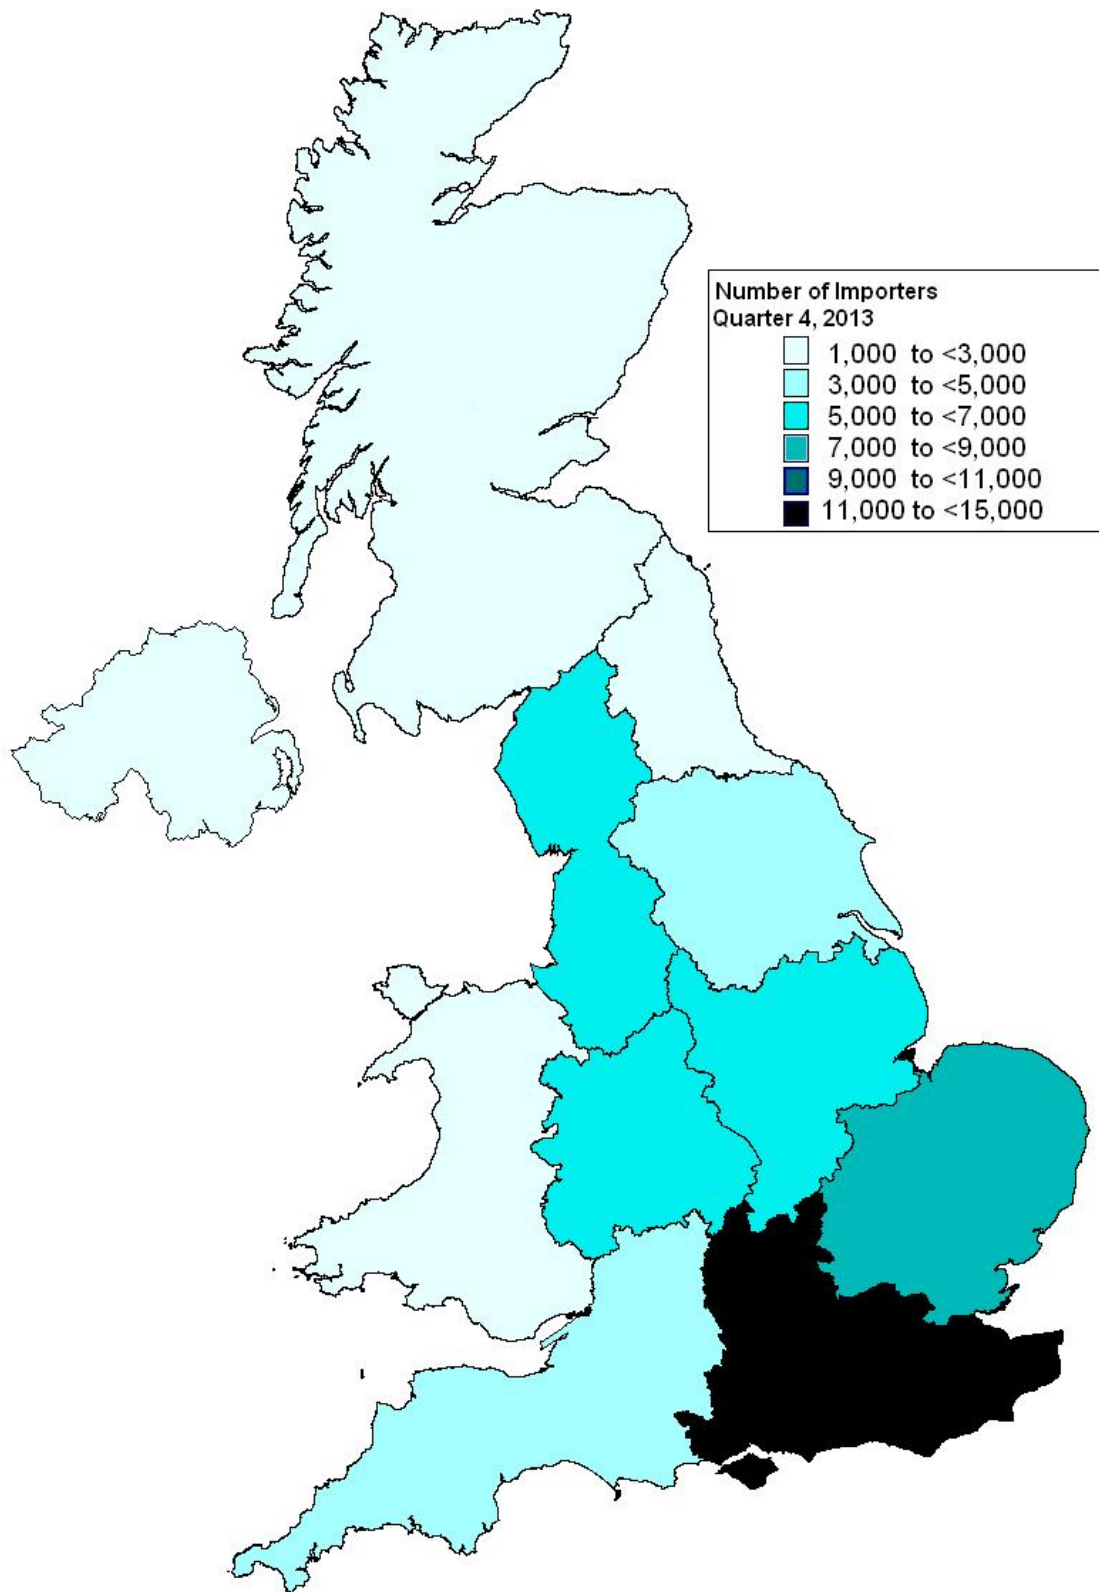 Number of Importers
Quarter 4, 2013
1,000 to <3,000
3,000 to <5,000
5,000 to <7,000
7,000 to <9,000
9,000 to <11,000
11,000 to <15,000